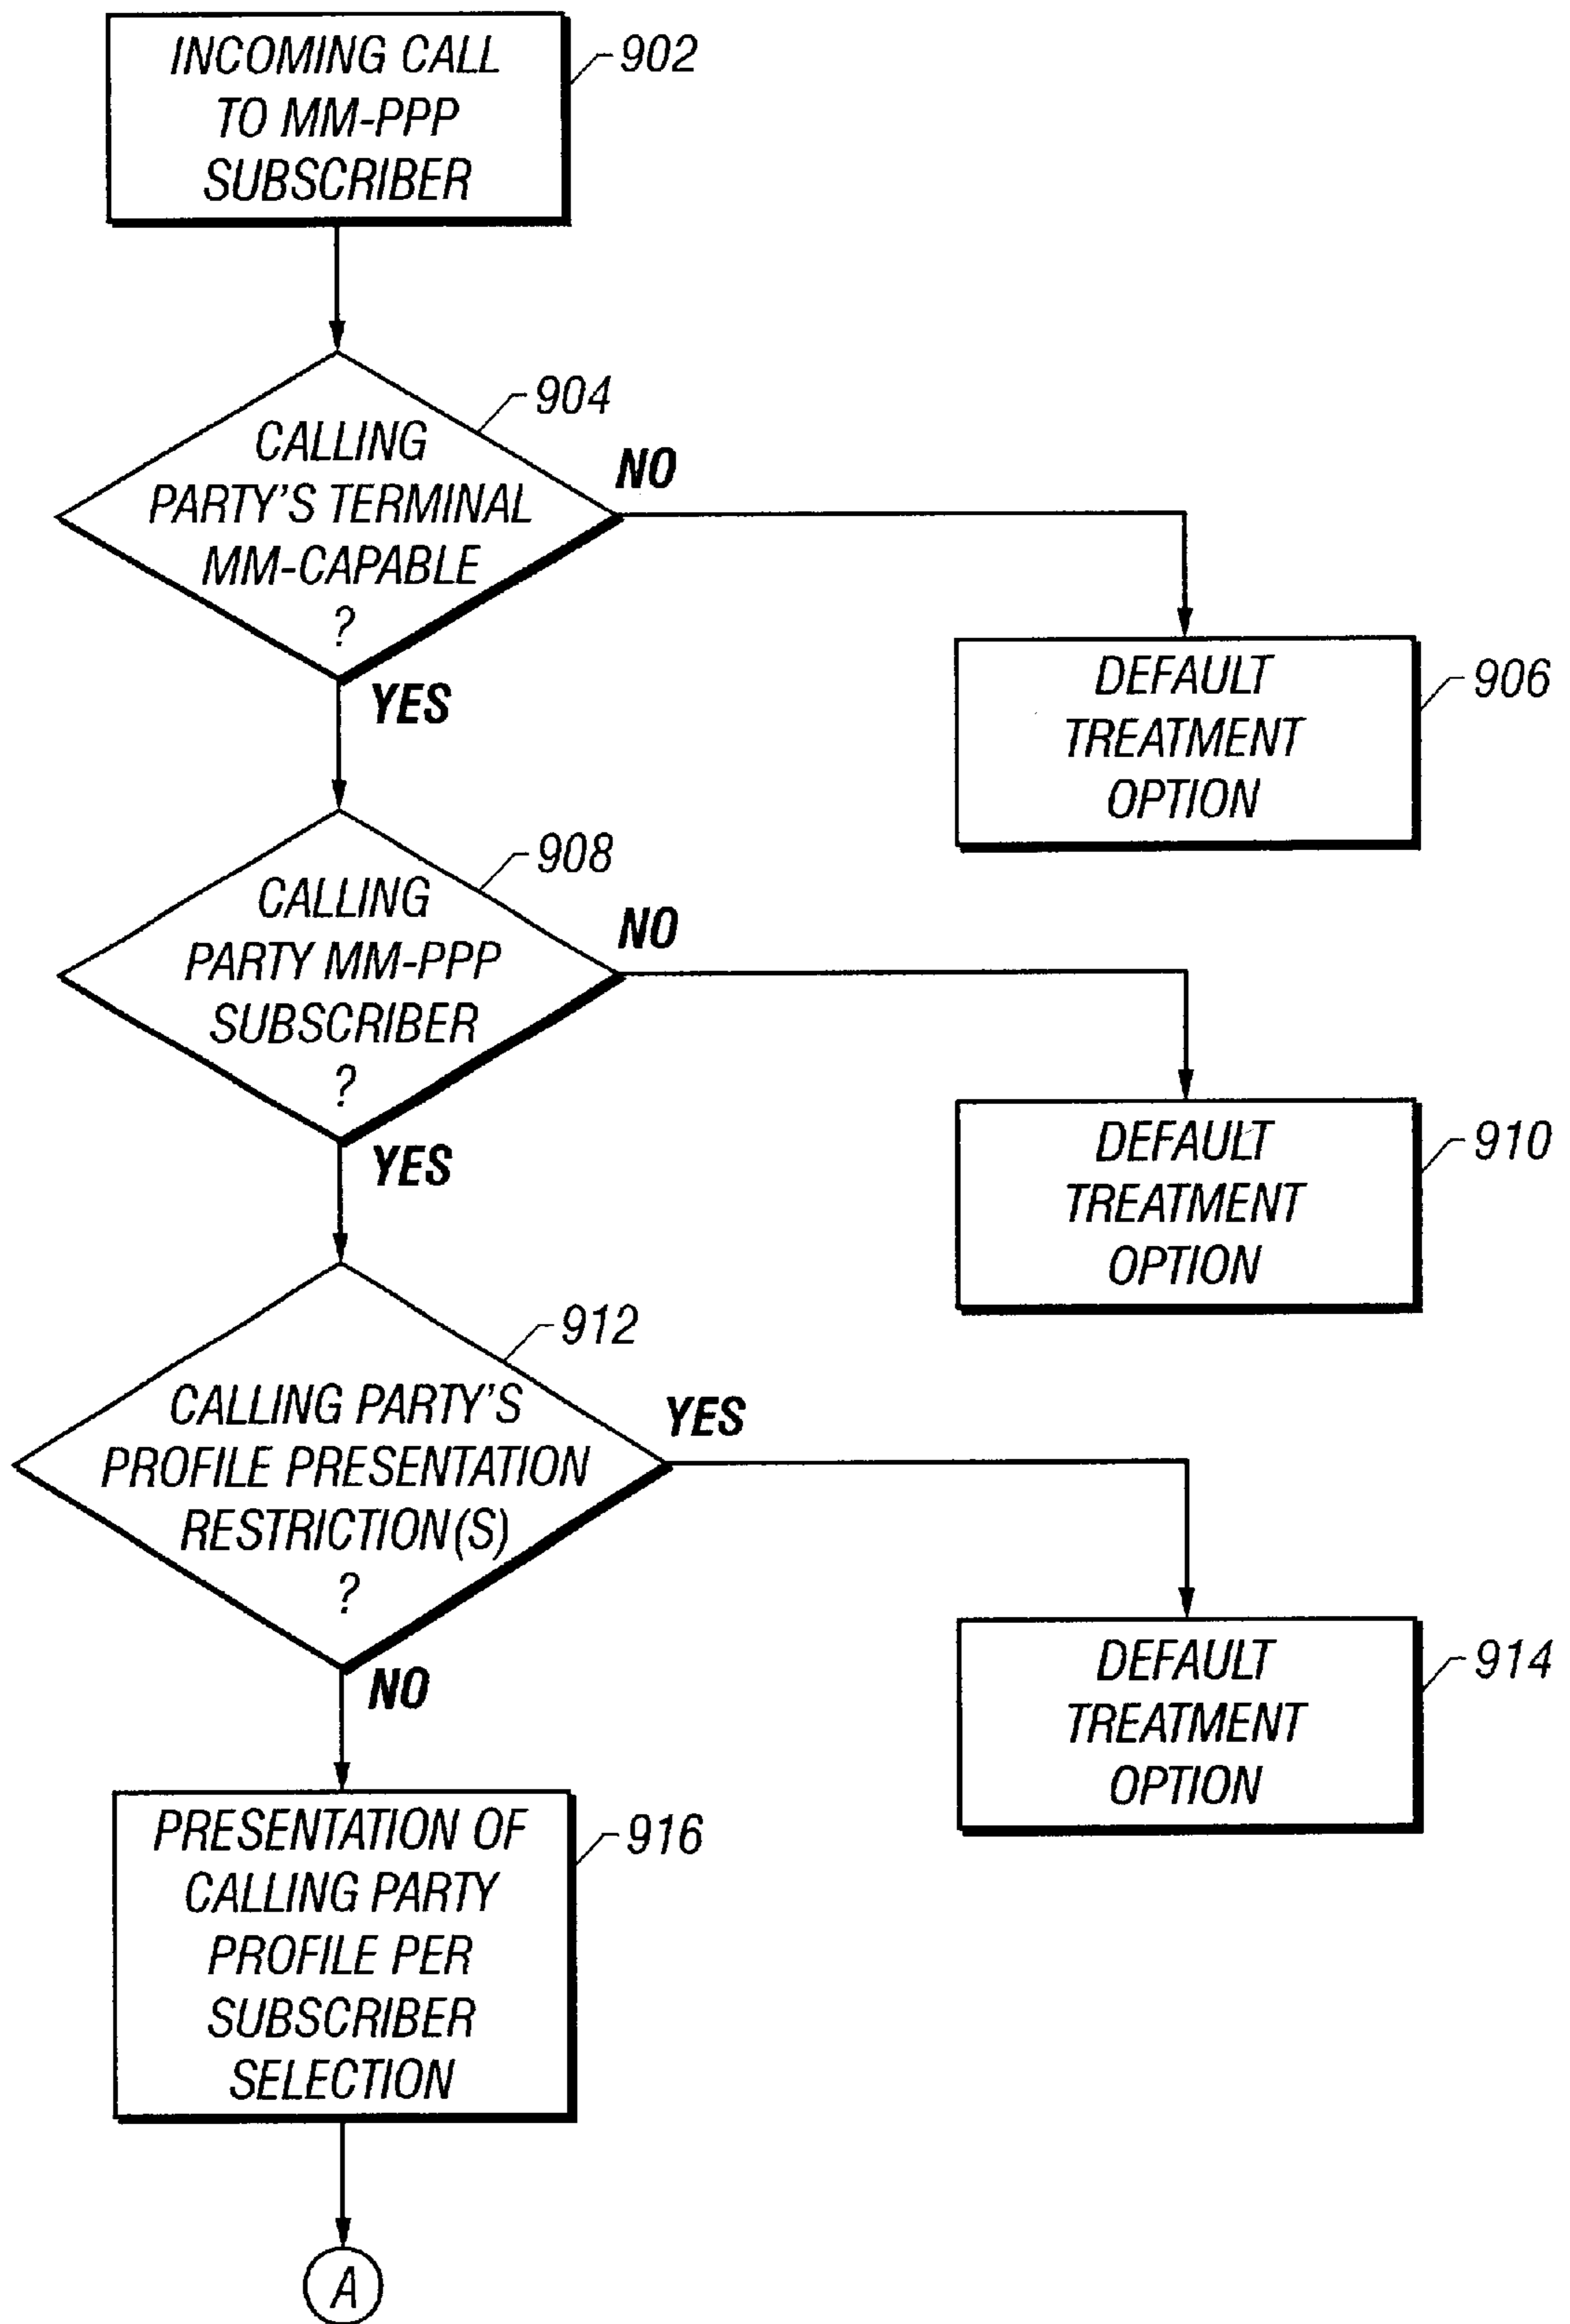 INCOMING CALL
TO MM-PPP
SUBSCRIBER
902
904
CALLING
PARTY'S TERMINAL
MM-CAPABLE
?
NO
YES
DEFAULT
TREATMENT
OPTION
906
908
CALLING
PARTY MM-PPP
SUBSCRIBER
?
NO
YES
DEFAULT
TREATMENT
OPTION
910
912
CALLING PARTY'S
PROFILE PRESENTATION
RESTRICTION(S)
?
YES
NO
DEFAULT
TREATMENT
OPTION
914
PRESENTATION OF
CALLING PARTY
PROFILE PER
SUBSCRIBER
SELECTION
916
A